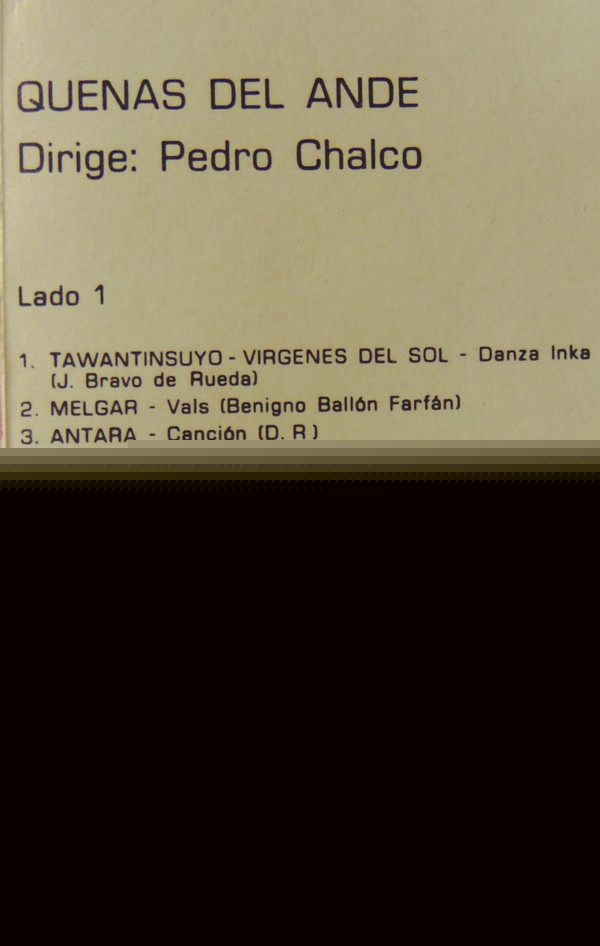 QUENAS DEL ANDE
Dirige: Pedro Chalco
Lado 1
1. TAWANTINSUYO - VIRGENES DEL SOL - Danza Inka
(J. Bravo de Rueda)
2. MELGAR - Vals (Benigno Ballón Farfán)
3. ANTARA - Canción (D. R.)